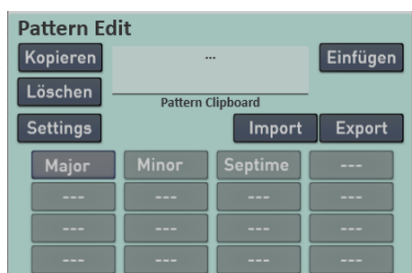 Pattern Edit
Kopieren ... Einfügen
Löschen
Pattern Clipboard
Settings Import Export
Major Minor Septime ---
--- --- --- ---
--- --- --- ---
--- --- --- ---